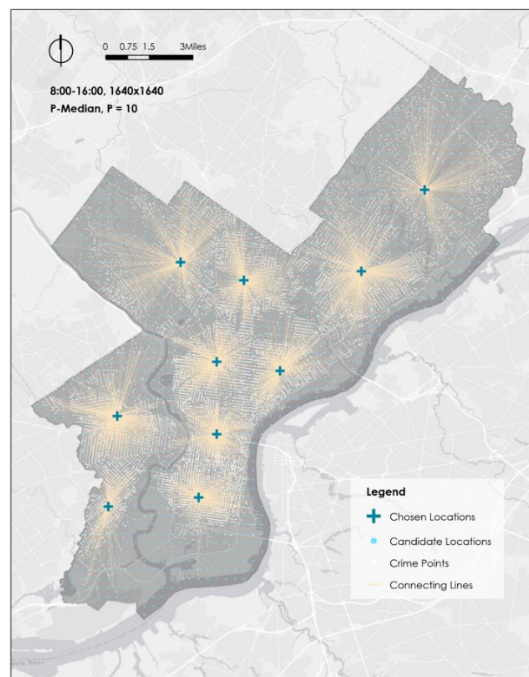 0 0.75 1.5 3Miles
8:00-16:00, 1640x1640
P-Median, P = 10
Legend
Chosen Locations
Candidate Locations
Crime Points
Connecting Lines